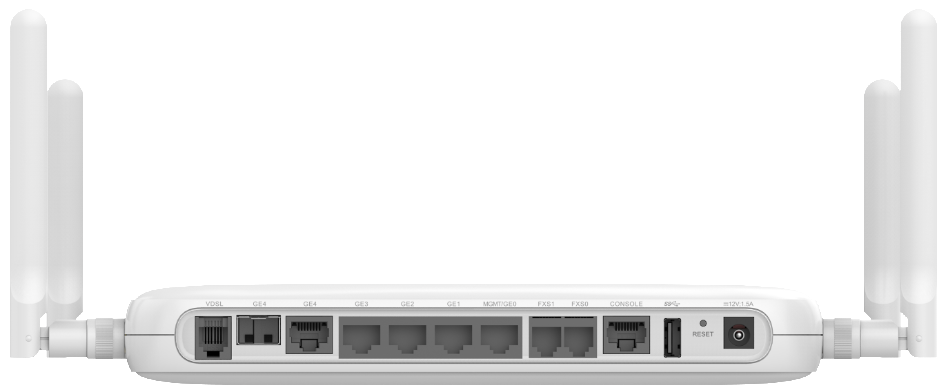 VDSL GE4 GE4 GE3 GE2 GE1 MGMT/GE0 FXS1 FXS0 CONSOLE 12V;1.5A
RESET